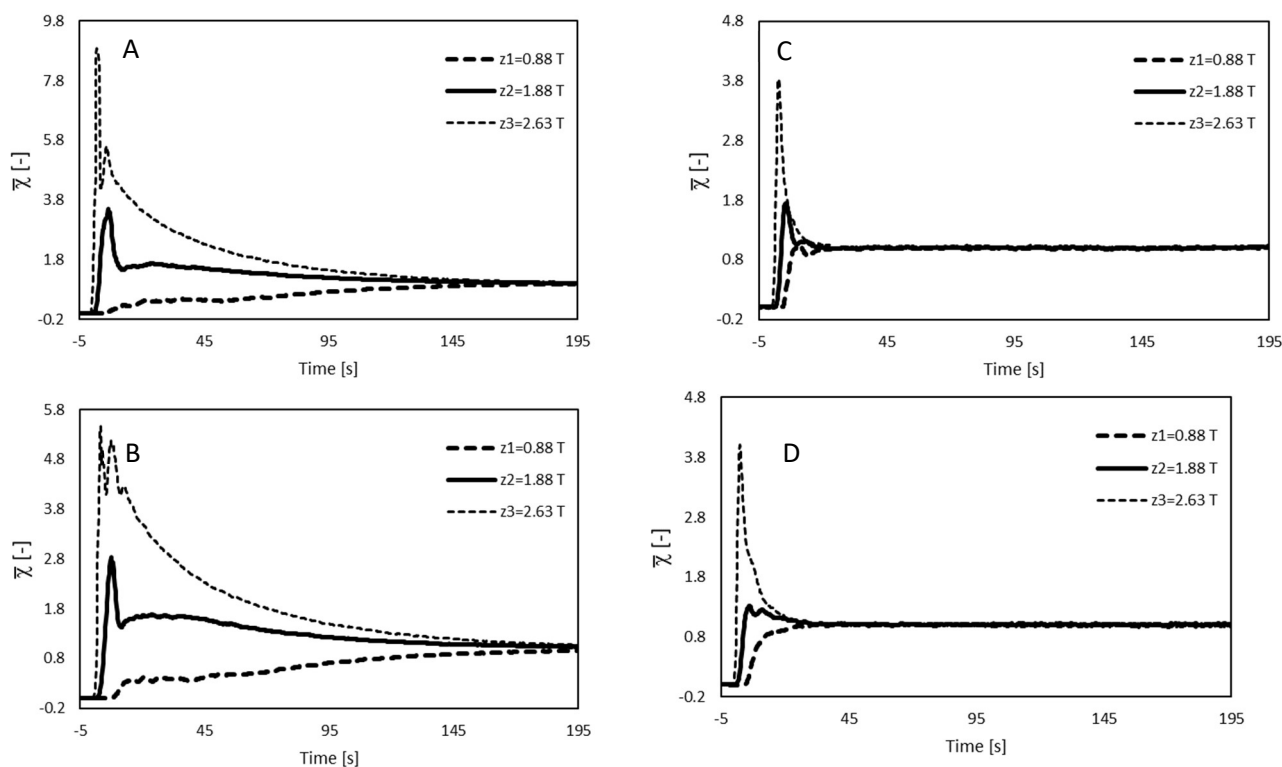 A
9.8
7.8
5.8
3.8
1.8
-0.2
χ̅ [-]
z1=0.88 T
z2=1.88 T
z3=2.63 T
-5 45 95 145 195
Time [s]
C
4.8
3.8
2.8
1.8
0.8
-0.2
χ̅ [-]
z1=0.88 T
z2=1.88 T
z3=2.63 T
-5 45 95 145 195
Time [s]
B
5.8
4.8
3.8
2.8
1.8
0.8
-0.2
χ̅ [-]
z1=0.88 T
z2=1.88 T
z3=2.63 T
-5 45 95 145 195
Time [s]
D
4.8
3.8
2.8
1.8
0.8
-0.2
χ̅ [-]
z1=0.88 T
z2=1.88 T
z3=2.63 T
-5 45 95 145 195
Time [s]